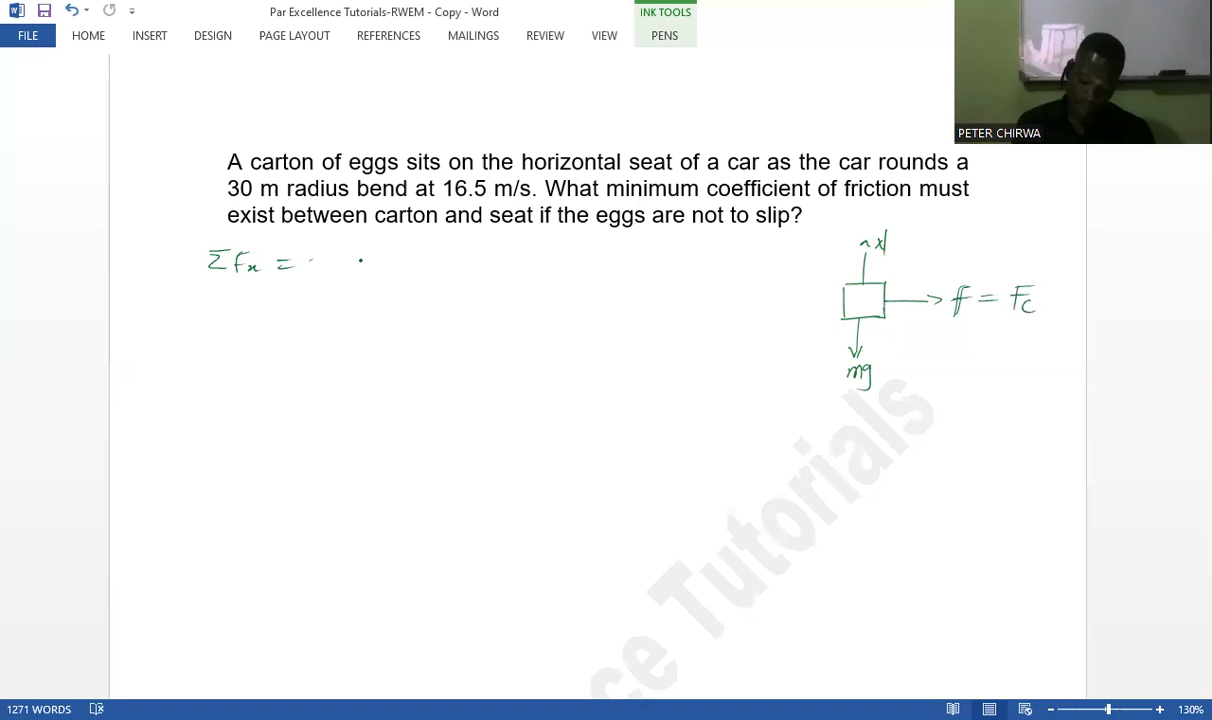 Par Excellence Tutorials-RWEM - Copy - Word
INK TOOLS
FILE HOME INSERT DESIGN PAGE LAYOUT REFERENCES MAILINGS REVIEW VIEW PENS
PETER CHIRWA
A carton of eggs sits on the horizontal seat of a car as the car rounds a
30 m radius bend at 16.5 m/s. What minimum coefficient of friction must
exist between carton and seat if the eggs are not to slip?
ΣFx =
f = Fc
mg
ce Tutorials
1271 WORDS
130%